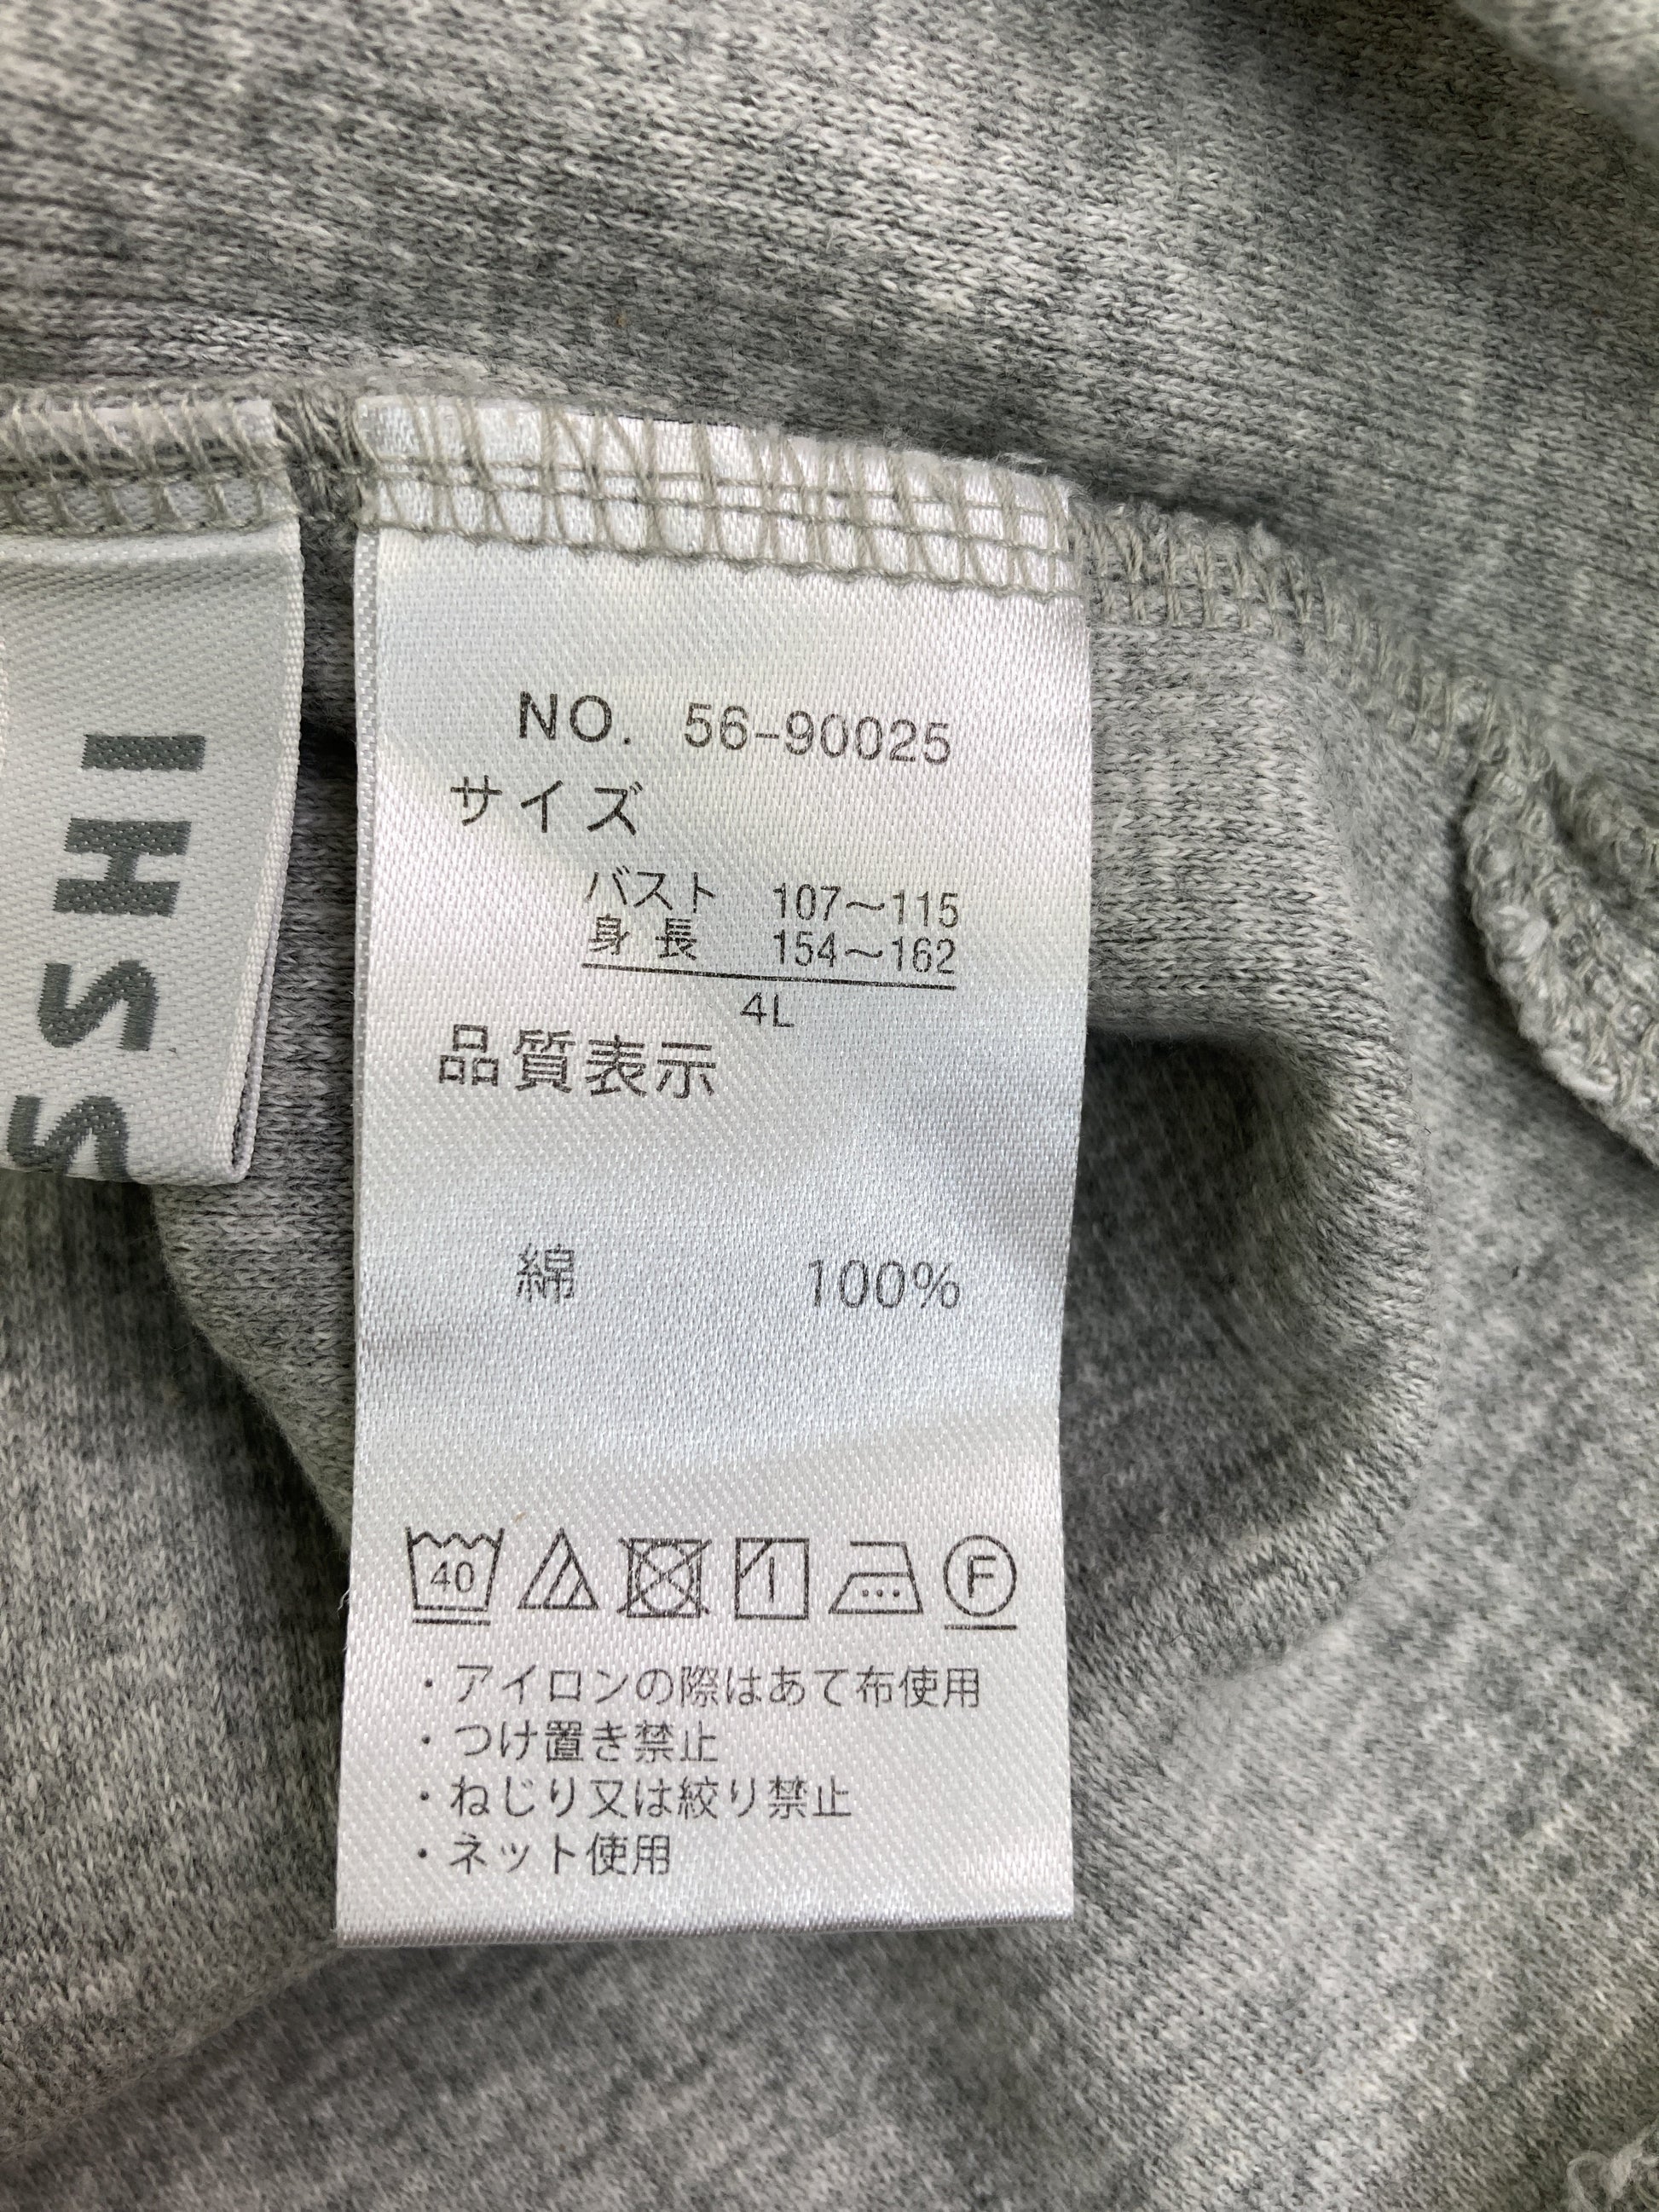 NO. 56-90025
サイズ
バスト 107～115
身長 154～162
4L
品質表示
綿 100%
40 F
・アイロンの際はあて布使用
・つけ置き禁止
・ねじり又は絞り禁止
・ネット使用